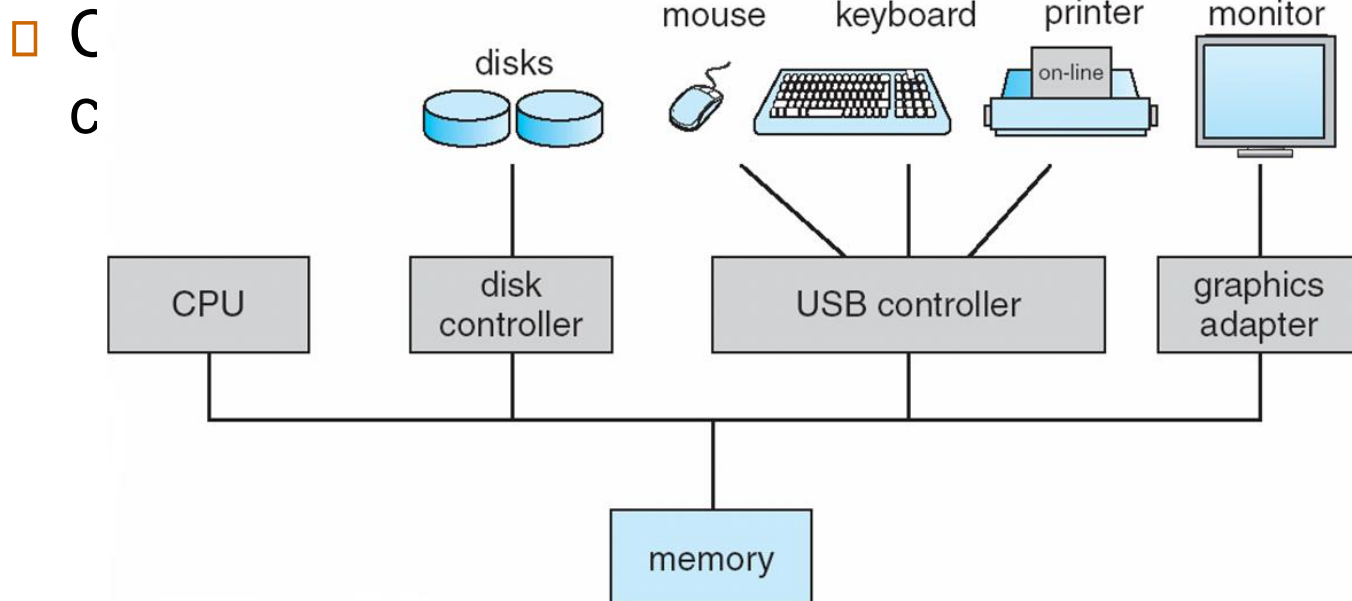 C
c
mouse keyboard printer monitor
disks
on-line
CPU
disk
controller
USB controller
graphics
adapter
memory